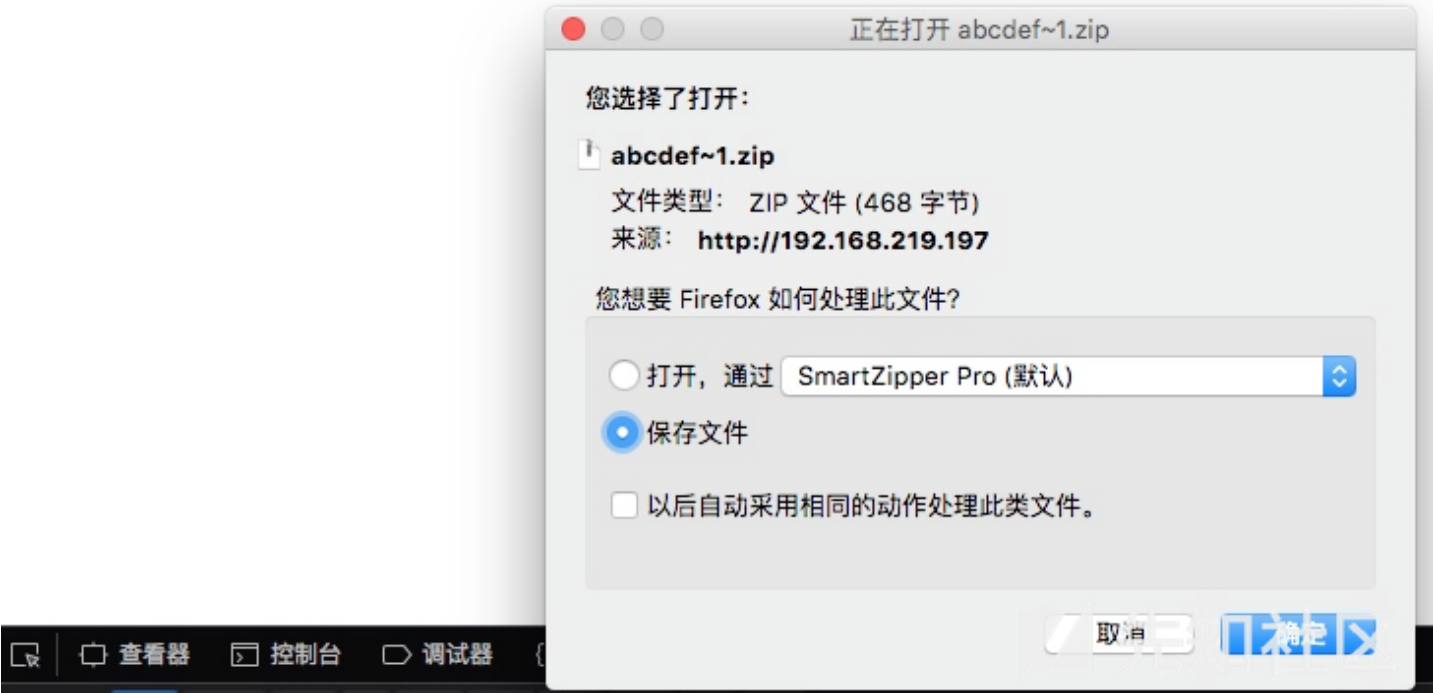 正在打开 abcdef~1.zip
您选择了打开：
abcdef~1.zip
文件类型： ZIP 文件 (468 字节)
来源： http://192.168.219.197
您想要 Firefox 如何处理此文件?
打开，通过 SmartZipper Pro (默认)
保存文件
以后自动采用相同的动作处理此类文件。
取消 确定
查看器 控制台 调试器 {